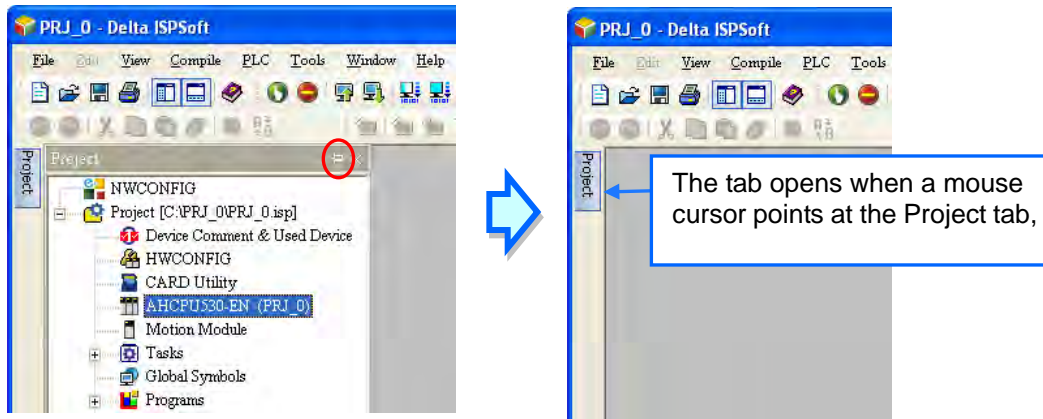 PRJ_0 - Delta ISPSoft
File Edit View Compile PLC Tools Window Help
Project
Project
NWCONFIG
Project [C:\PRJ_0\PRJ_0.isp]
Device Comment & Used Device
HWCONFIG
CARD Utility
AHCPU530-EN (PRJ_0)
Motion Module
Tasks
Global Symbols
Programs
PRJ_0 - Delta ISPSoft
File Edit View Compile PLC Tools
Project
The tab opens when a mouse
cursor points at the Project tab,